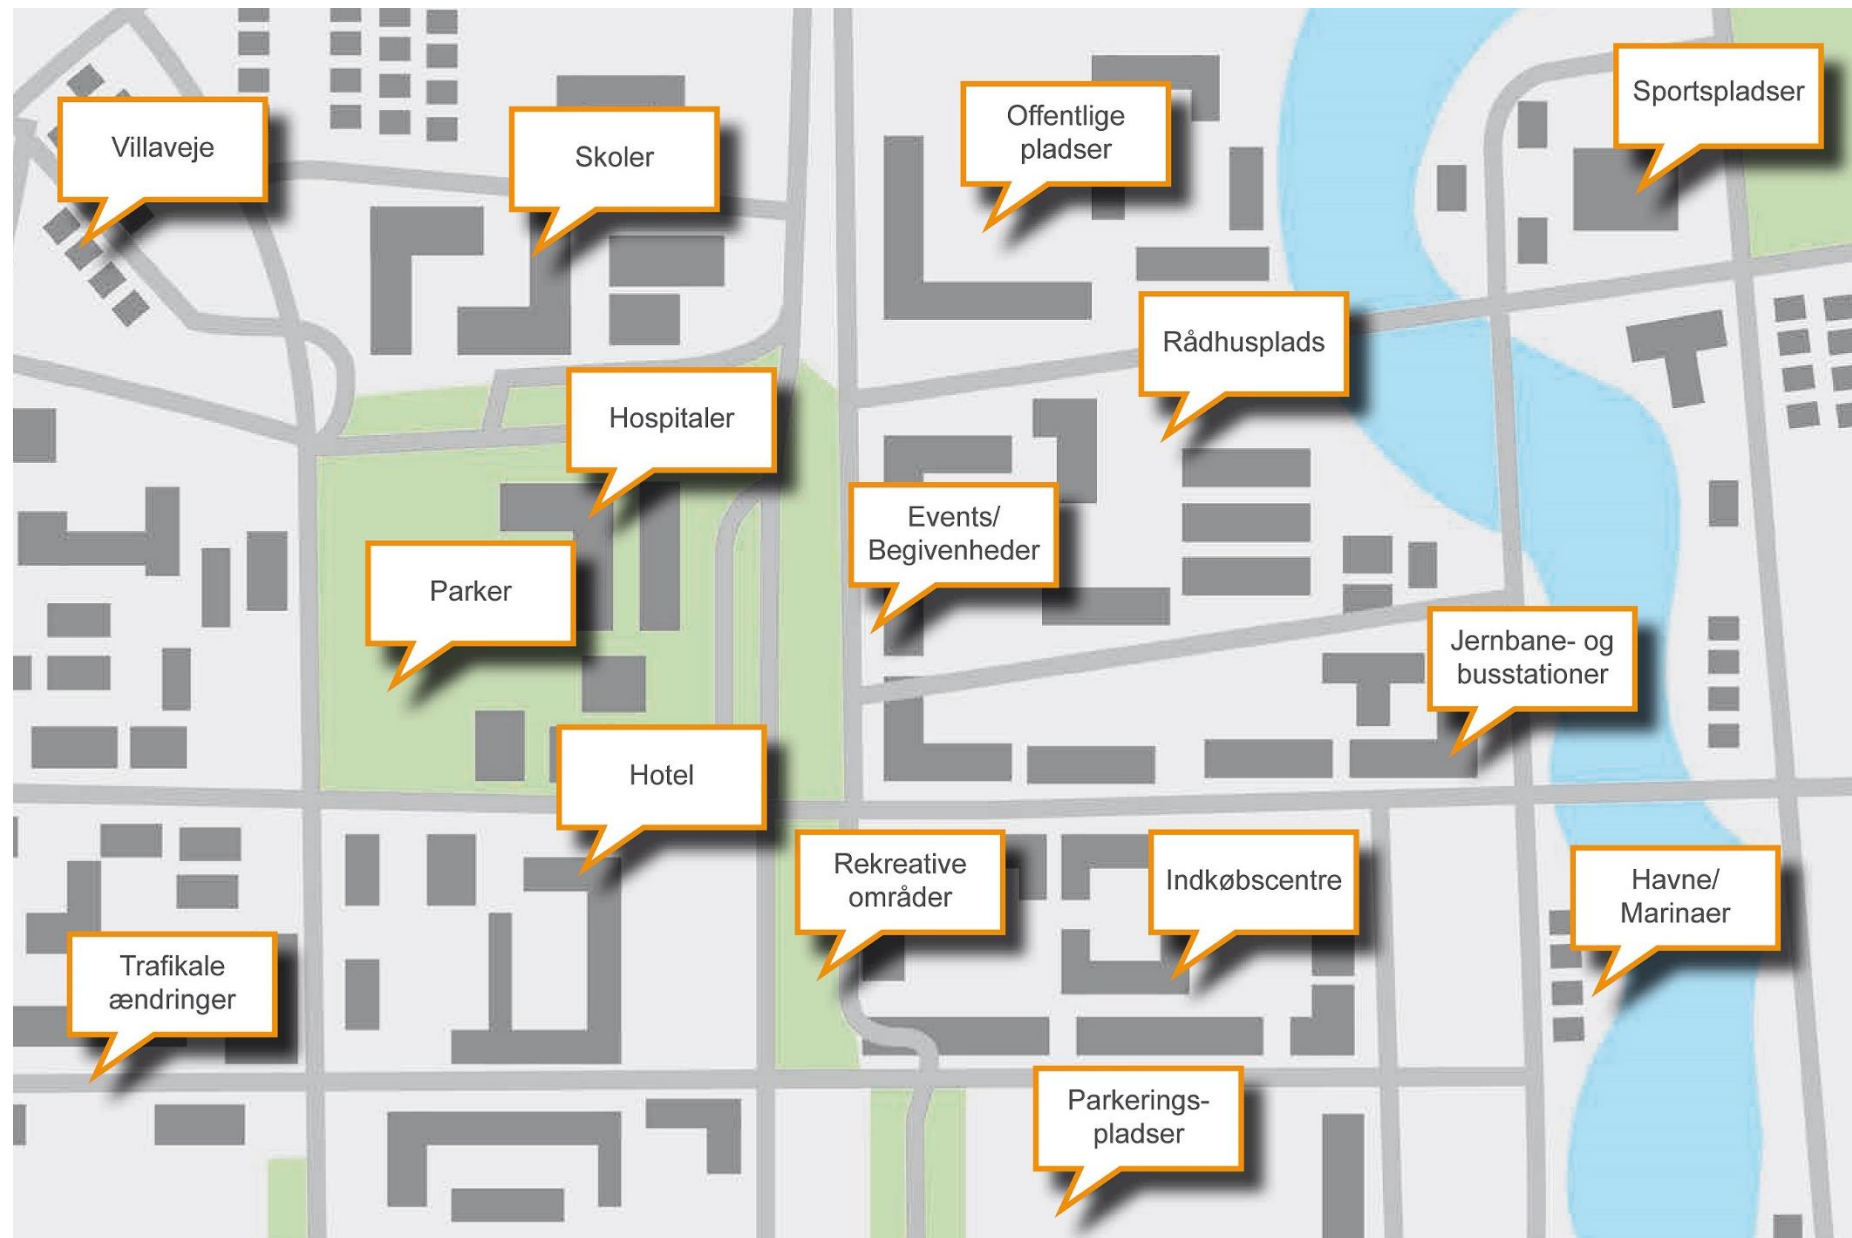 Sportspladser
Offentlige
pladser
Villaveje
Skoler
Rådhusplads
Hospitaler
Events/
Begivenheder
Parker
Jernbane- og
busstationer
Hotel
Rekreative
områder
Indkøbscentre
Havne/
Marinaer
Trafikale
ændringer
Parkerings-
pladser